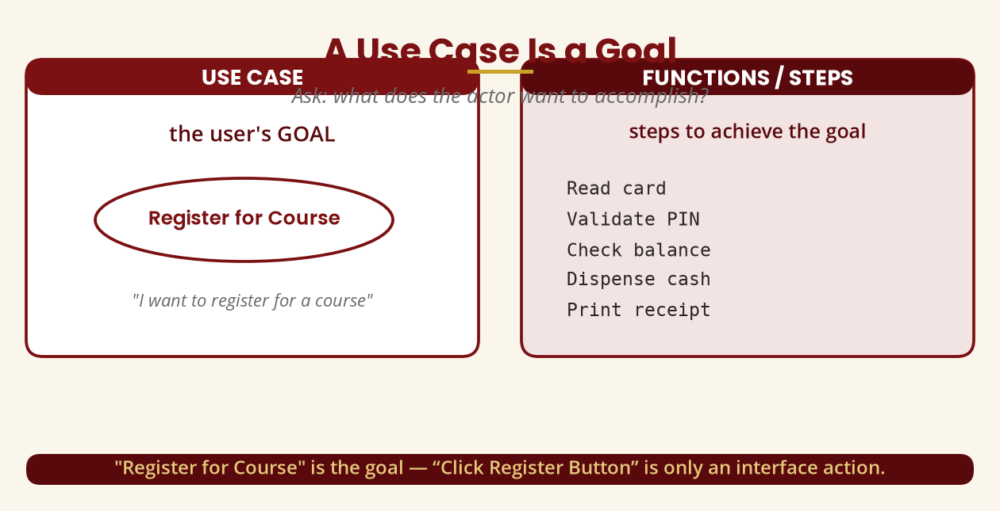 A Use Case Is a Goal
Ask: what does the actor want to accomplish?
USE CASE
the user's GOAL
Register for Course
"I want to register for a course"
FUNCTIONS / STEPS
steps to achieve the goal
Read card
Validate PIN
Check balance
Dispense cash
Print receipt
"Register for Course" is the goal — “Click Register Button” is only an interface action.